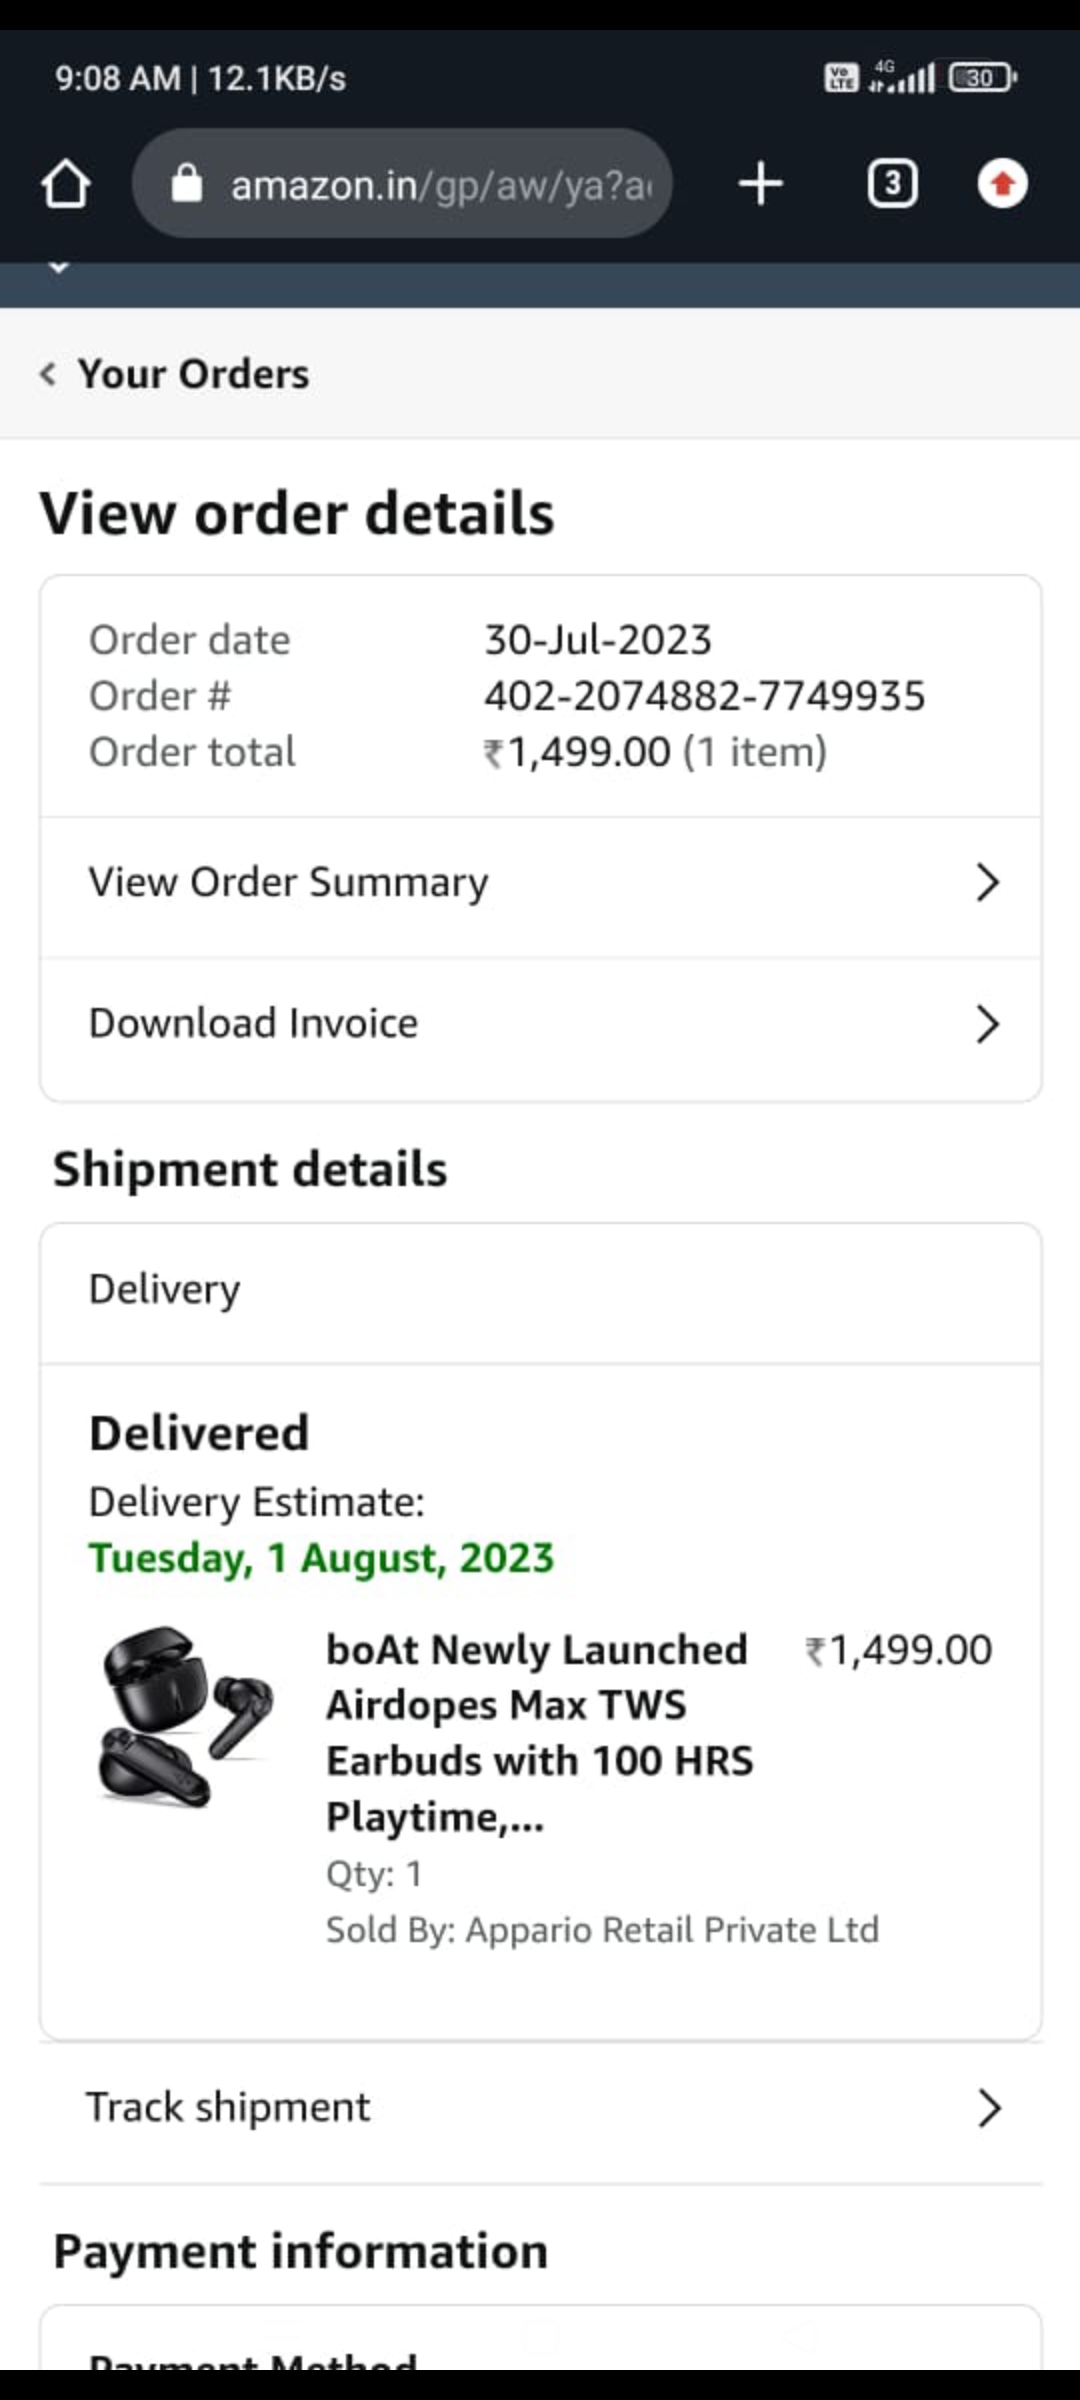 9:08 AM | 12.1KB/s
Vo LTE 4G 30
amazon.in/gp/aw/ya?a
3
Your Orders
View order details
Order date 30-Jul-2023
Order # 402-2074882-7749935
Order total ₹1,499.00 (1 item)
View Order Summary
Download Invoice
Shipment details
Delivery
Delivered
Delivery Estimate:
Tuesday, 1 August, 2023
boAt Newly Launched ₹1,499.00
Airdopes Max TWS
Earbuds with 100 HRS
Playtime,...
Qty: 1
Sold By: Appario Retail Private Ltd
Track shipment
Payment information
Payment Method